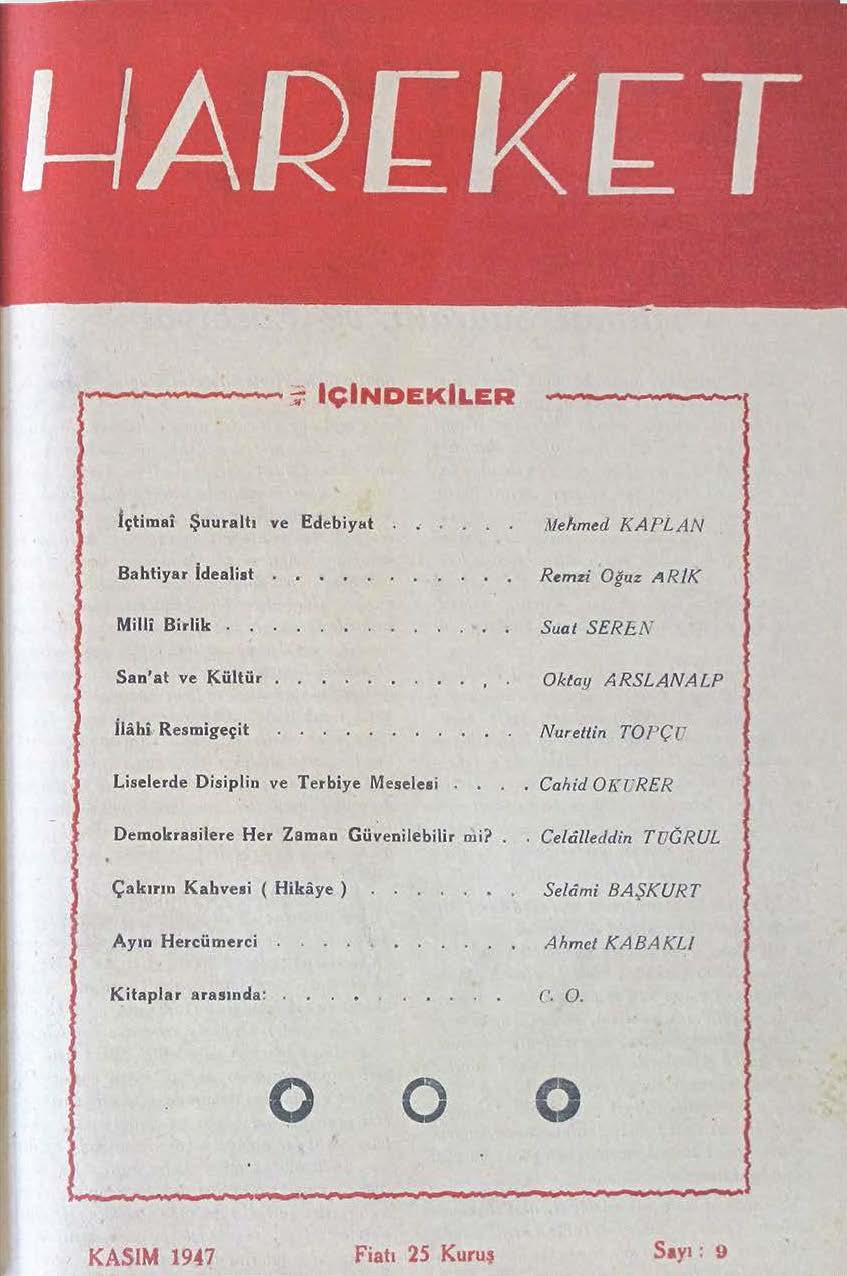 HAREKET
İÇİNDEKİLER
İçtimaî Şuuraltı ve Edebiyat . . . . . . Mehmed KAPLAN
Bahtiyar İdealist . . . . . . . . . . . Remzi Oğuz ARIK
Millî Birlik . . . . . . . . . . . . . Suat SEREN
San'at ve Kültür . . . . . . . . . . . Oktay ARSLANALP
İlâhî Resmigeçit . . . . . . . . . . . Nurettin TOPÇU
Liselerde Disiplin ve Terbiye Meselesi . . . . Cahid OKURER
Demokrasilere Her Zaman Güvenilebilir mi? . . Celâlleddin TUĞRUL
Çakırın Kahvesi ( Hikâye ) . . . . . . . Selâmi BAŞKURT
Ayın Hercümerci . . . . . . . . . . . Ahmet KABAKLI
Kitaplar arasında: . . . . . . . . . . C. O.
KASIM 1947 Fiatı 25 Kuruş Sayı : 9